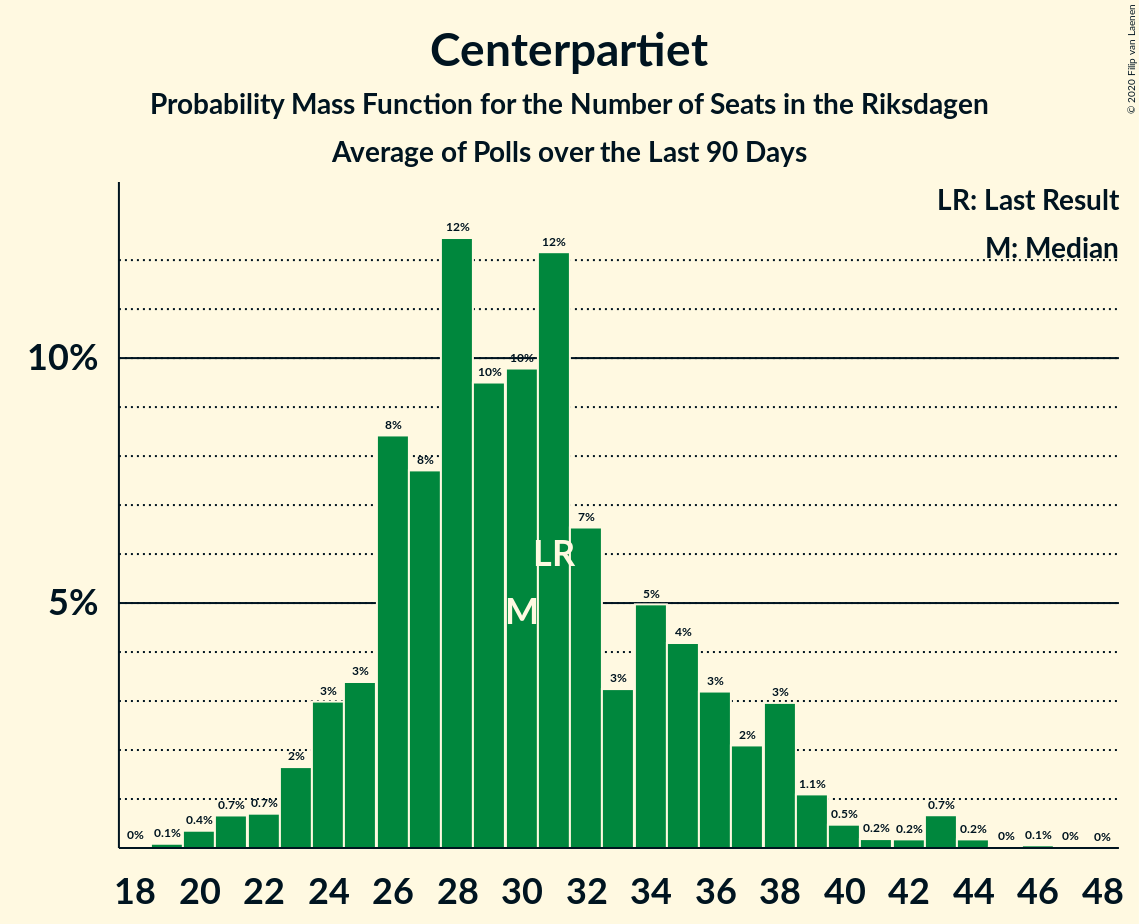 Centerpartiet
Probability Mass Function for the Number of Seats in the Riksdagen
Average of Polls over the Last 90 Days
© 2020 Filip van Laenen
LR: Last Result
M: Median
10%
5%
0% 0.1% 0.4% 0.7% 0.7% 2% 3% 3% 8% 8% 12% 10% 10% 12% 7% 3% 5% 4% 3% 2% 3% 1.1% 0.5% 0.2% 0.2% 0.7% 0.2% 0% 0.1% 0% 0%
LR
M
18 20 22 24 26 28 30 32 34 36 38 40 42 44 46 48